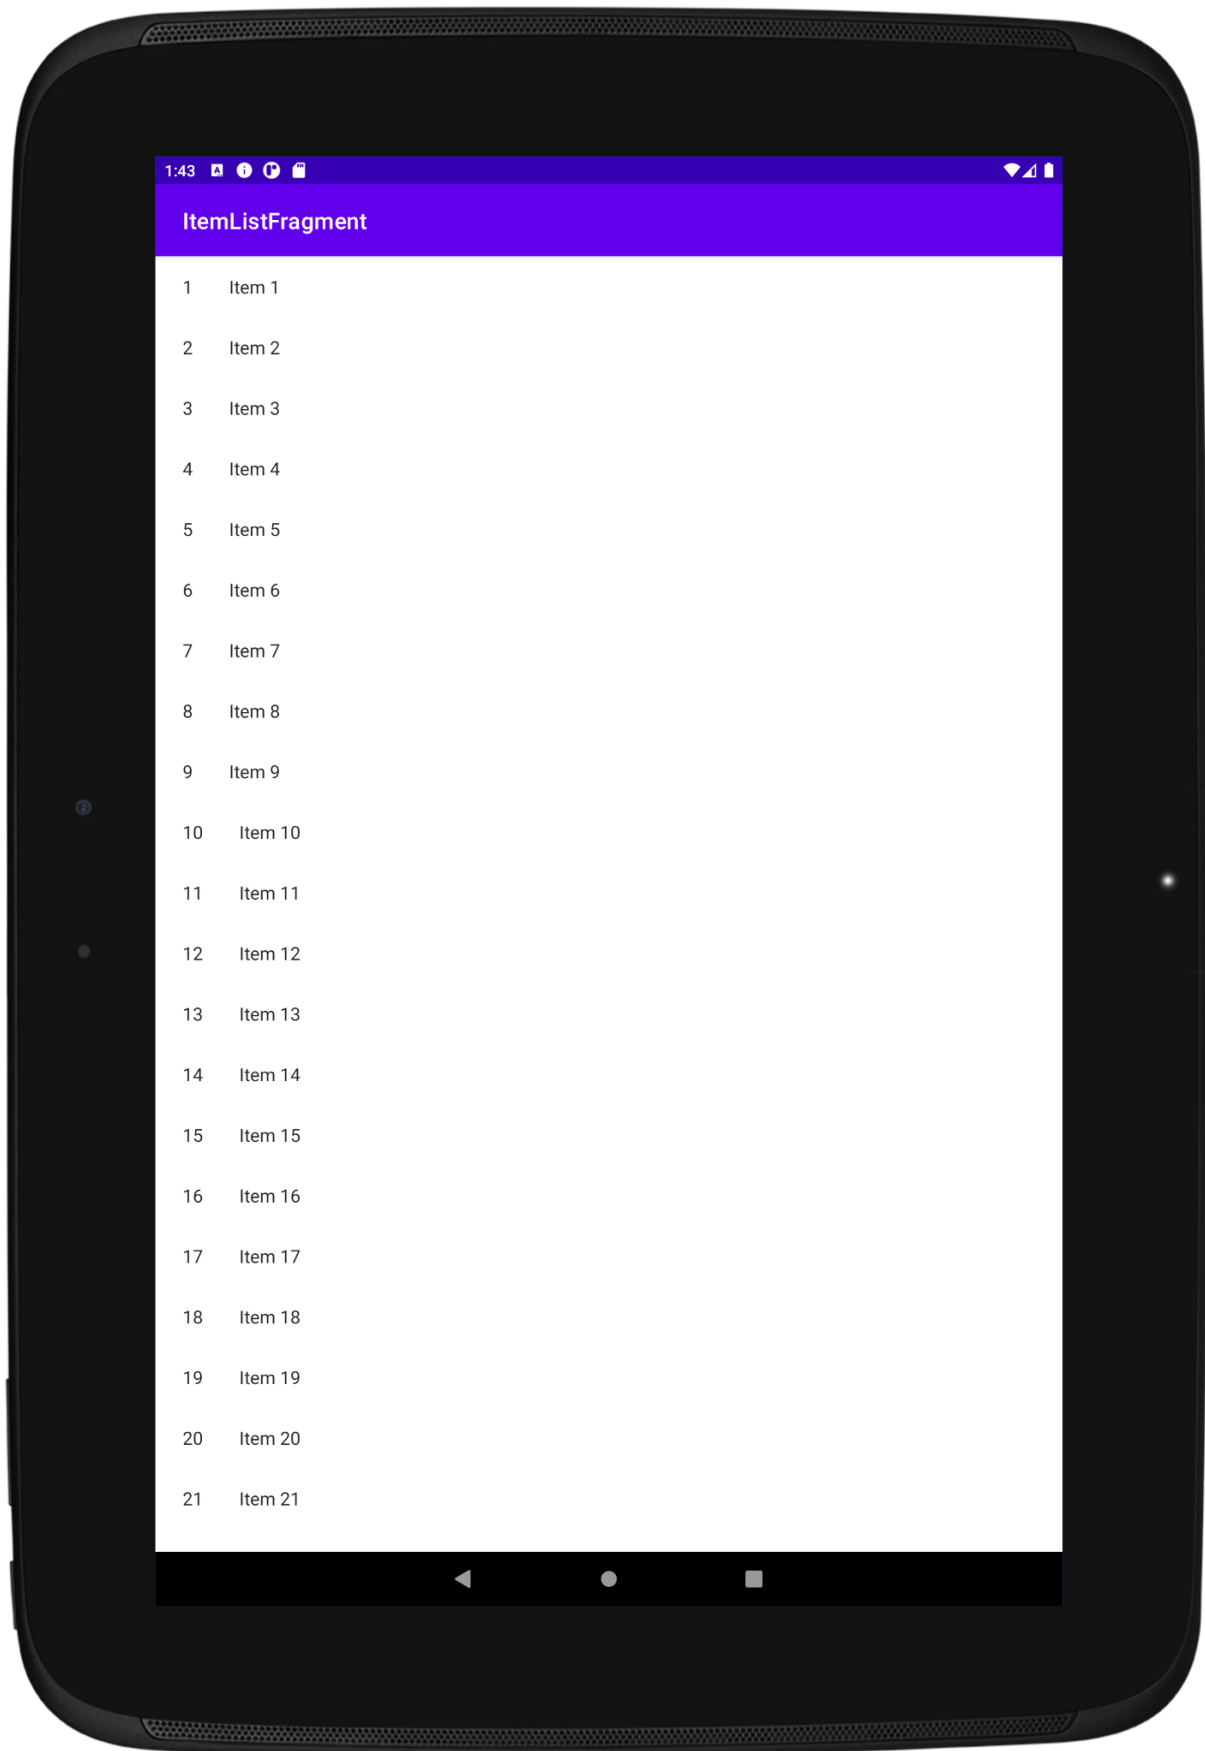 1:43
ItemListFragment
1 Item 1
2 Item 2
3 Item 3
4 Item 4
5 Item 5
6 Item 6
7 Item 7
8 Item 8
9 Item 9
10 Item 10
11 Item 11
12 Item 12
13 Item 13
14 Item 14
15 Item 15
16 Item 16
17 Item 17
18 Item 18
19 Item 19
20 Item 20
21 Item 21